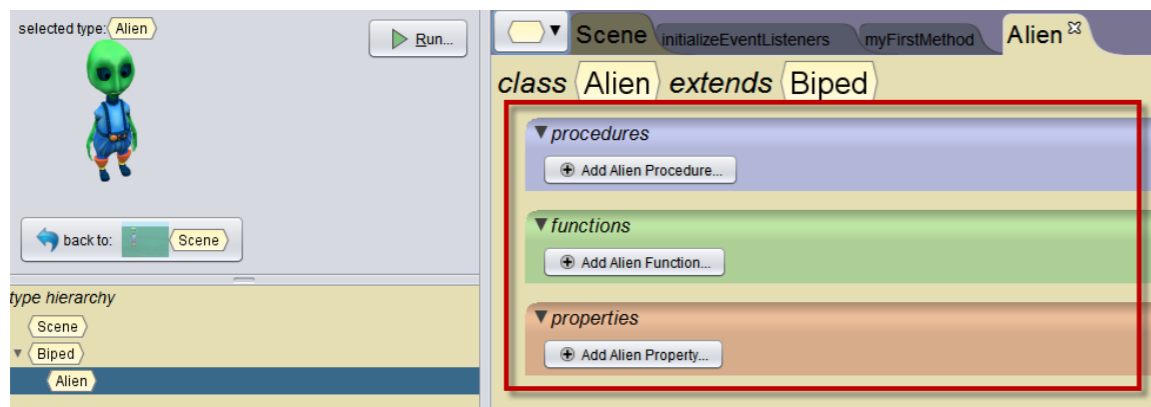 selected type: Alien
Run...
back to: Scene
type hierarchy
Scene
Biped
Alien
Scene initializeEventListeners myFirstMethod Alien
class Alien extends Biped
procedures
Add Alien Procedure...
functions
Add Alien Function...
properties
Add Alien Property...